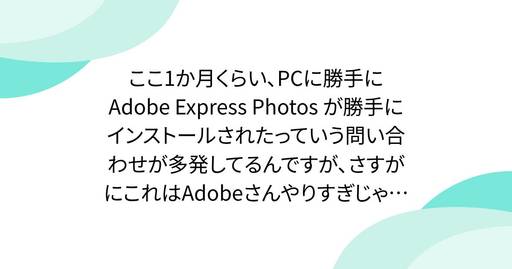 ここ1か月くらい、PCに勝手に
Adobe Express Photos が勝手に
インストールされたっていう問い合
わせが多発してるんですが、さすが
にこれはAdobeさんやりすぎじゃ…